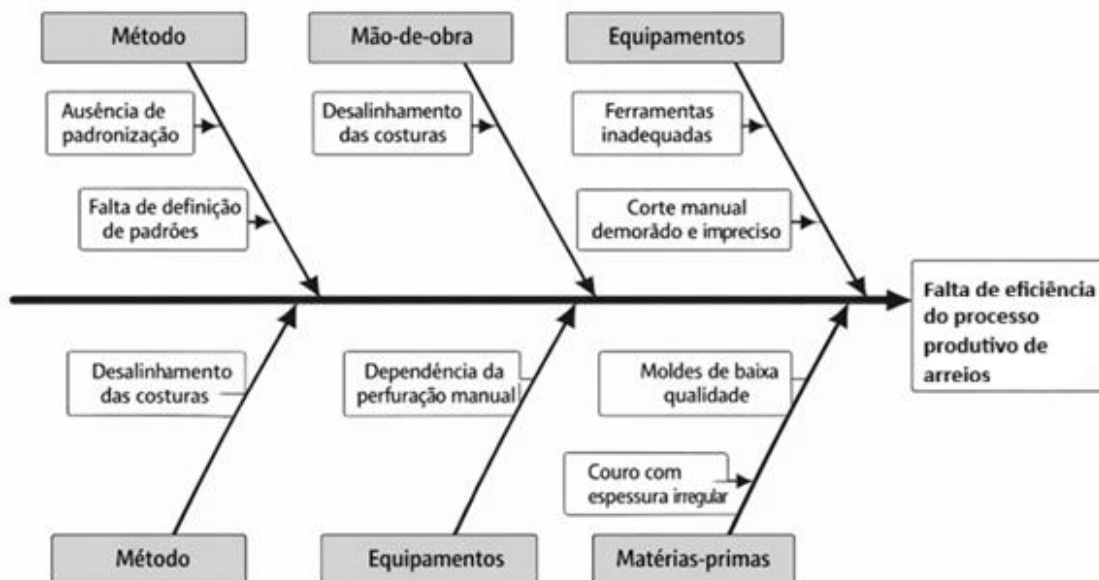 Método
Mão-de-obra
Equipamentos
Ausência de
padronização
Desalinhamento
das costuras
Ferramentas
inadequadas
Falta de definição
de padrões
Corte manual
demorâdo e impreciso
Falta de eficiência
do processo
produtivo de
arreios
Desalinhamento
das costuras
Dependência da
perfuração manual
Moldes de baixa
qualidade
Couro com
espessura irregular
Método
Equipamentos
Matérias-primas